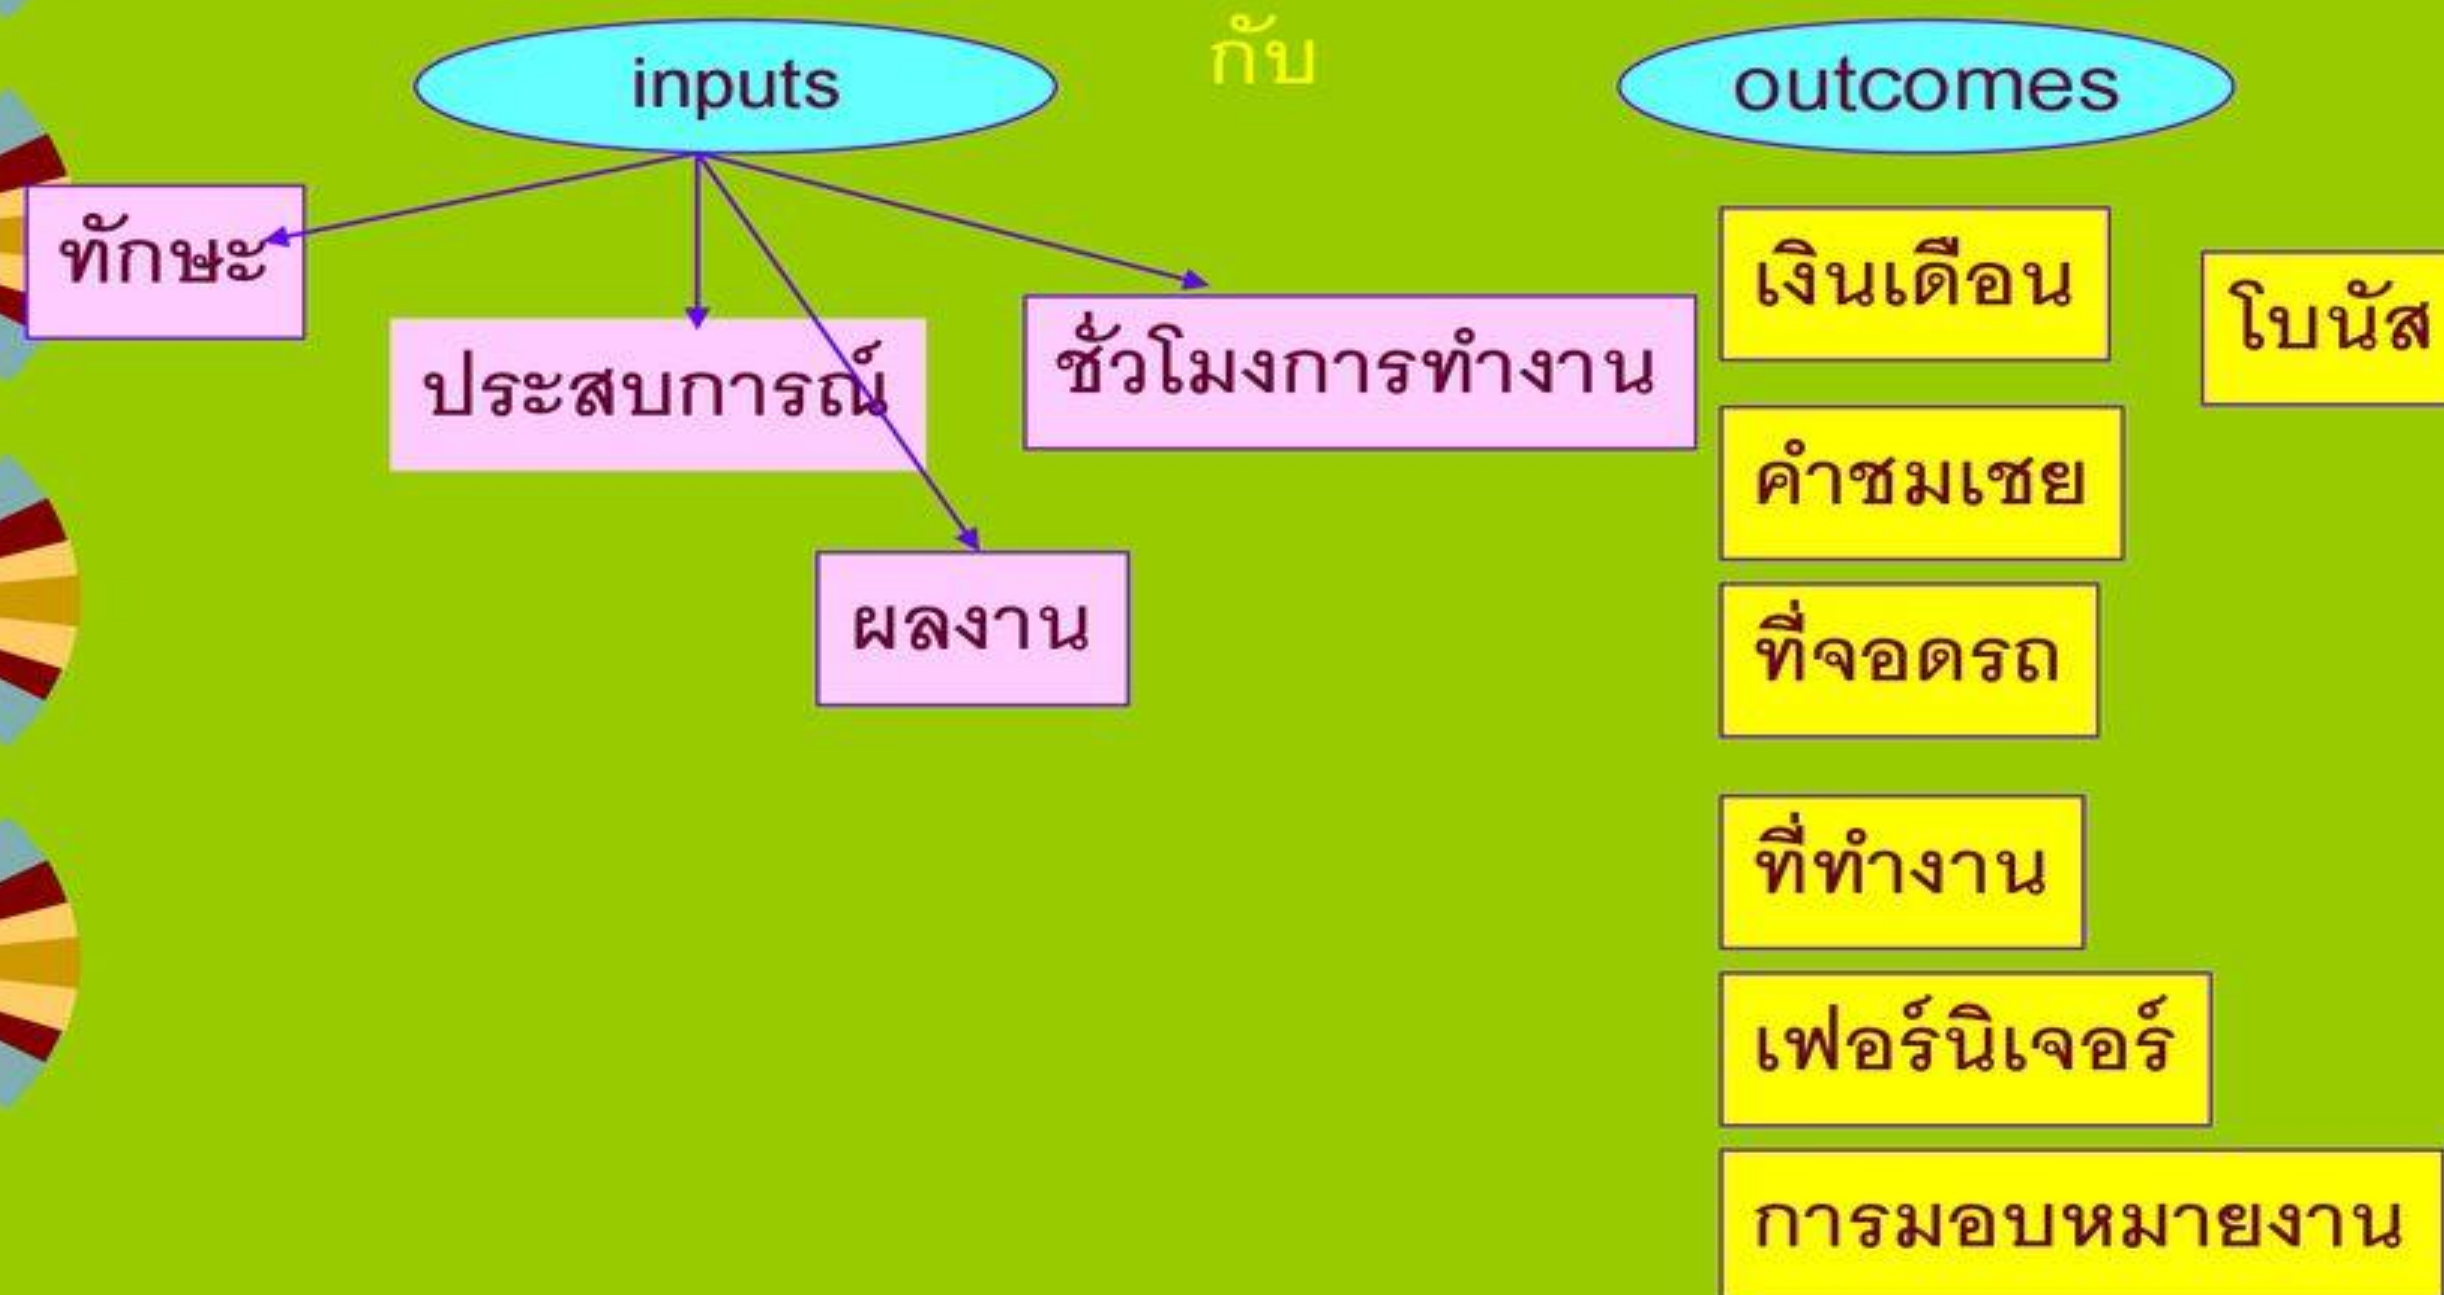 inputs
กับ
outcomes
ทักษะ
ประสบการณ์
ชั่วโมงการทำงาน
ผลงาน
เงินเดือน
โบนัส
คำชมเชย
ที่จอดรถ
ที่ทำงาน
เฟอร์นิเจอร์
การมอบหมายงาน